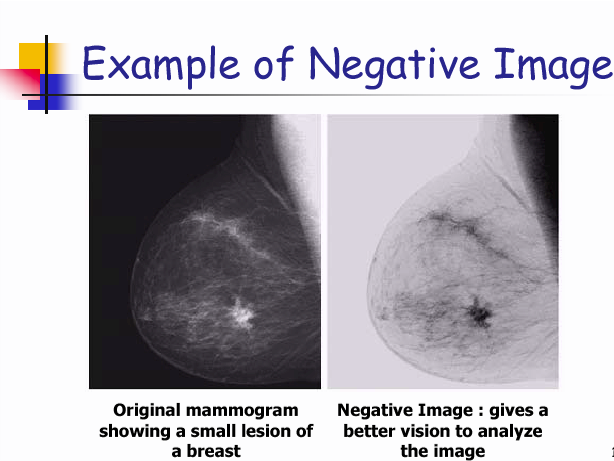 Example of Negative Image
Original mammogram
showing a small lesion of
a breast
Negative Image : gives a
better vision to analyze
the image